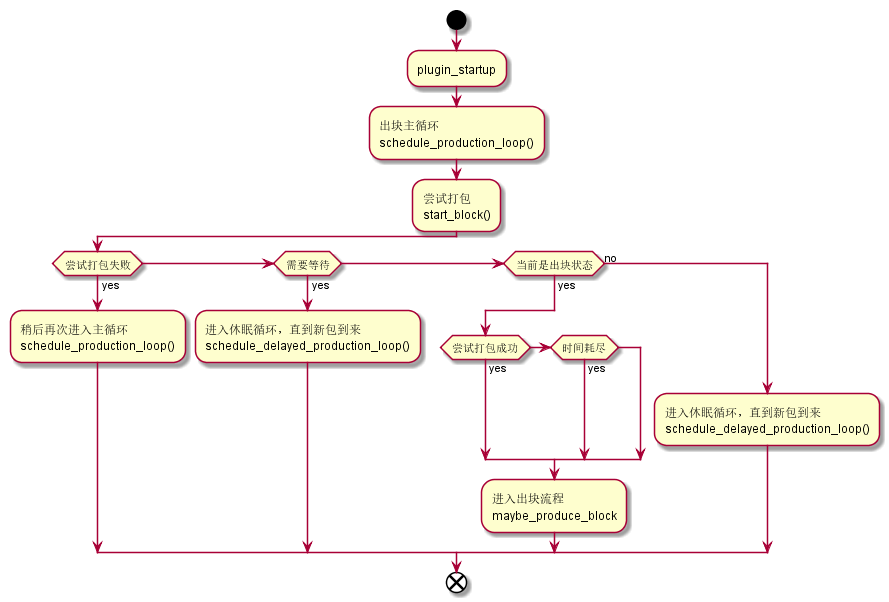 plugin_startup
出块主循环
schedule_production_loop()
尝试打包
start_block()
尝试打包失败
yes
稍后再次进入主循环
schedule_production_loop()
需要等待
yes
进入休眠循环，直到新包到来
schedule_delayed_production_loop()
当前是出块状态
no
yes
尝试打包成功
yes
时间耗尽
yes
进入出块流程
maybe_produce_block
进入休眠循环，直到新包到来
schedule_delayed_production_loop()